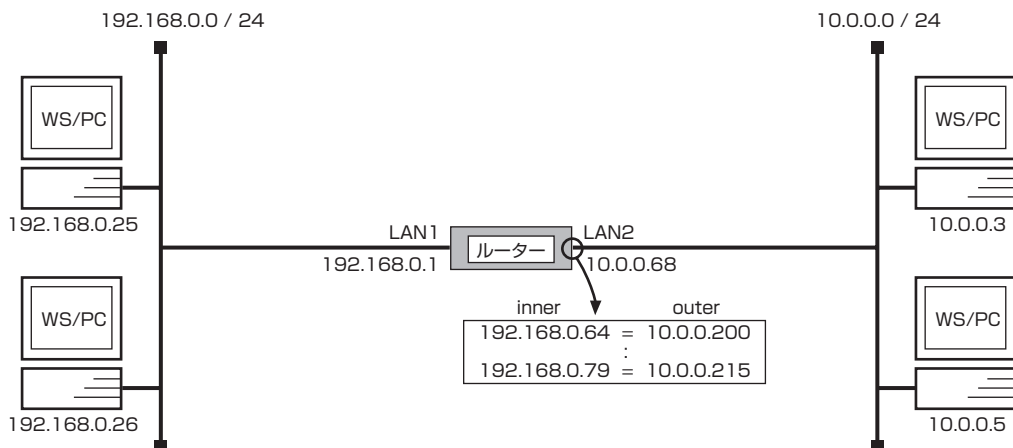 192.168.0.0 / 24
10.0.0.0 / 24
WS/PC
192.168.0.25
WS/PC
10.0.0.3
LAN1
192.168.0.1
ルーター
LAN2
10.0.0.68
inner outer
192.168.0.64 = 10.0.0.200
:
192.168.0.79 = 10.0.0.215
WS/PC
192.168.0.26
WS/PC
10.0.0.5